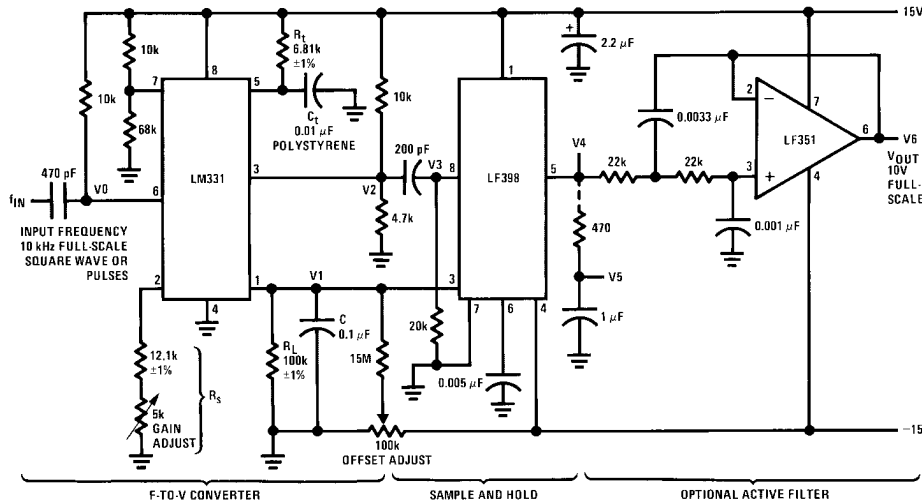 15V
10k
10k
68k
7
8
5
Rt
6.81k
±1%
Ct
0.01 µF
POLYSTYRENE
10k
+
2.2 µF
1
0.0033 µF
2
−
7
LF351
6
V6
VOUT
10V
FULL-
SCALE
3
+
4
470 pF
fIN
V0
6
LM331
3
V2
200 pF
V3
8
LF398
5
V4
22k
22k
0.001 µF
4.7k
470
INPUT FREQUENCY
10 kHz FULL-SCALE
SQUARE WAVE OR
PULSES
2
4
1
V1
3
7
6
4
V5
1 µF
12.1k
±1%
5k
GAIN
ADJUST
Rs
RL
100k
±1%
C
0.1 µF
15M
20k
0.005 µF
100k
OFFSET ADJUST
−15
F-TO-V CONVERTER
SAMPLE AND HOLD
OPTIONAL ACTIVE FILTER